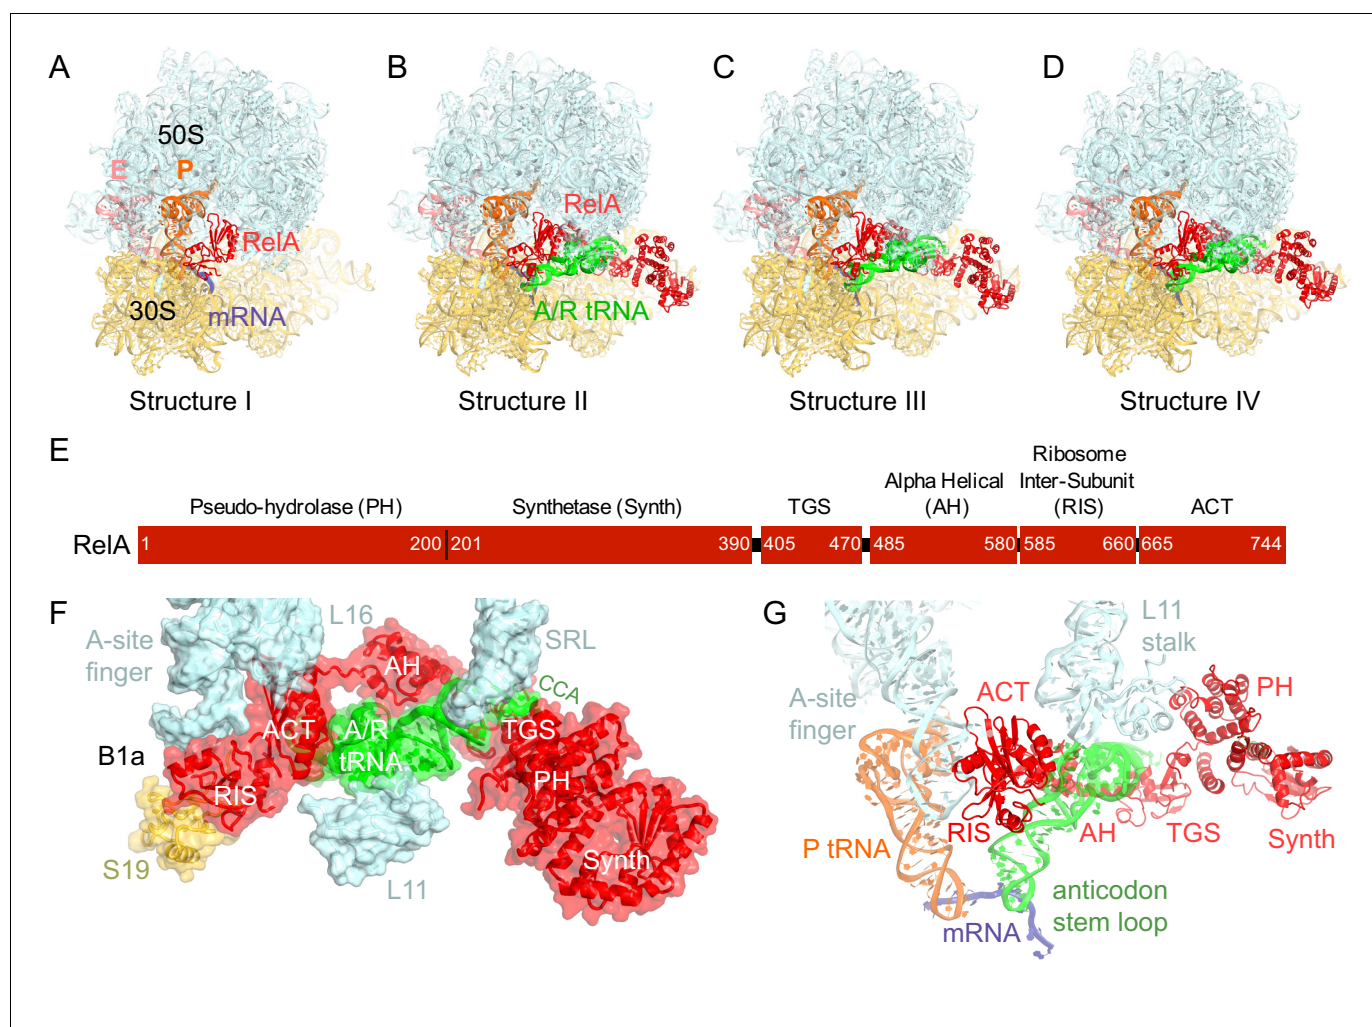 A
B
C
D
50S
E
P
RelA
30S
mRNA
RelA
A/R tRNA
Structure I
Structure II
Structure III
Structure IV
E
Pseudo-hydrolase (PH)
Synthetase (Synth)
TGS
Alpha Helical
(AH)
Ribosome
Inter-Subunit
(RIS)
ACT
RelA
1
200
201
390
405
470
485
580
585
660
665
744
F
A-site
finger
L16
SRL
AH
CCA
ACT
A/R
tRNA
TGS
B1a
RIS
PH
S19
L11
Synth
G
L11
stalk
A-site
finger
ACT
PH
RIS
AH
TGS
Synth
P tRNA
anticodon
stem loop
mRNA